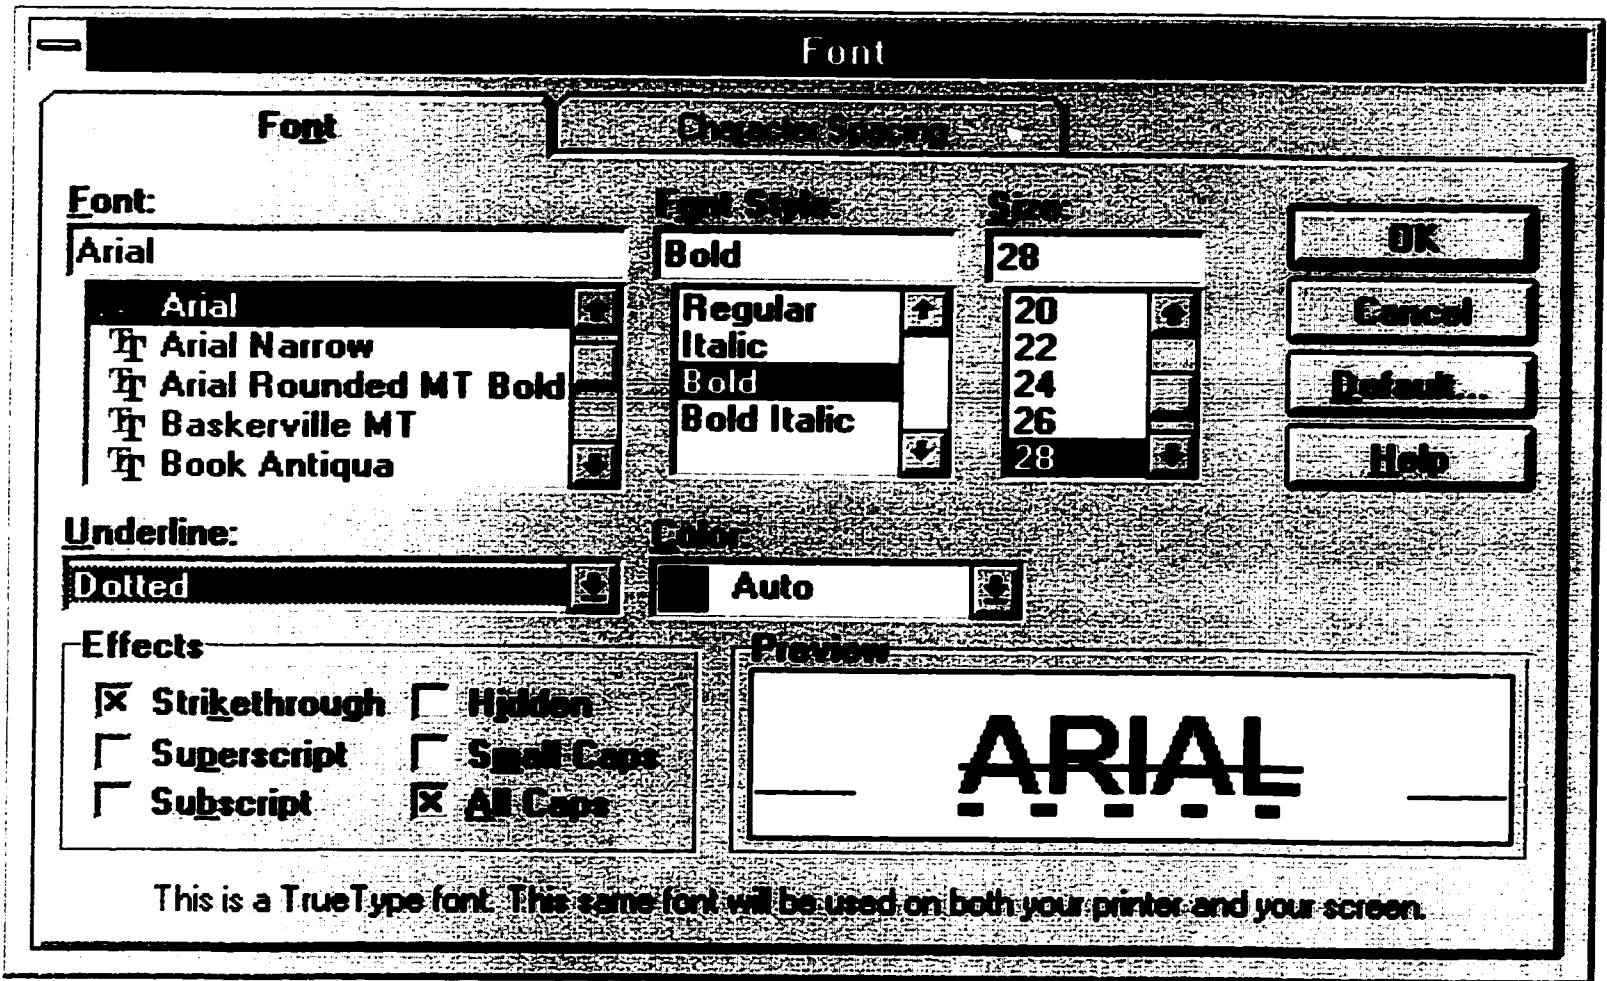 Font
Font Character Spacing
Font: Font Style: Size:
Arial Bold 28 OK
Arial Regular 20 Cancel
Arial Narrow Italic 22
Arial Rounded MT Bold Bold 24 Default...
Baskerville MT Bold Italic 26
Book Antiqua 28 Help
Underline: Color:
Dotted Auto
Effects Preview
Strikethrough Hidden
Superscript Small Caps
Subscript All Caps
ARIAL
This is a TrueType font. This same font will be used on both your printer and your screen.